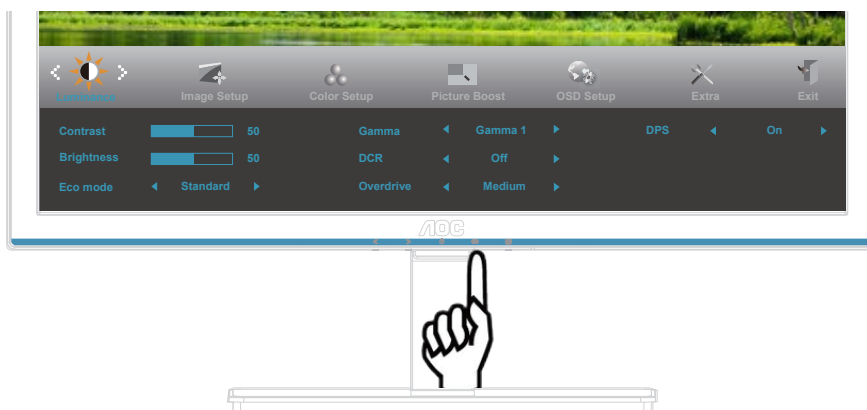 Luminance Image Setup Color Setup Picture Boost OSD Setup Extra Exit
Contrast 50 Gamma Gamma 1 DPS On
Brightness 50 DCR Off
Eco mode Standard Overdrive Medium
AOC